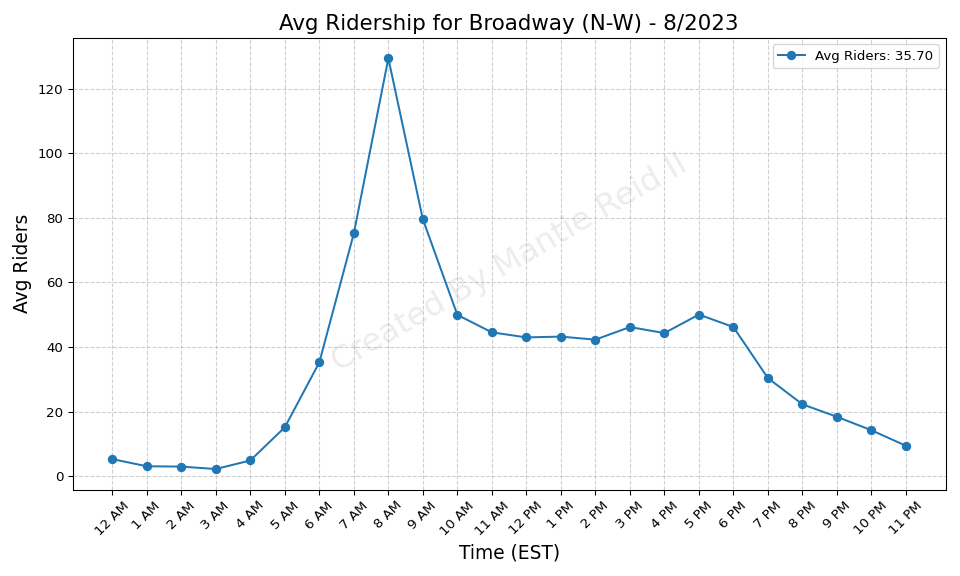 Avg Ridership for Broadway (N-W) - 8/2023
Avg Riders: 35.70
Avg Riders
120
100
80
60
40
20
0
Created By Mantle Reid II
12 AM
1 AM
2 AM
3 AM
4 AM
5 AM
6 AM
7 AM
8 AM
9 AM
10 AM
11 AM
12 PM
1 PM
2 PM
3 PM
4 PM
5 PM
6 PM
7 PM
8 PM
9 PM
10 PM
11 PM
Time (EST)